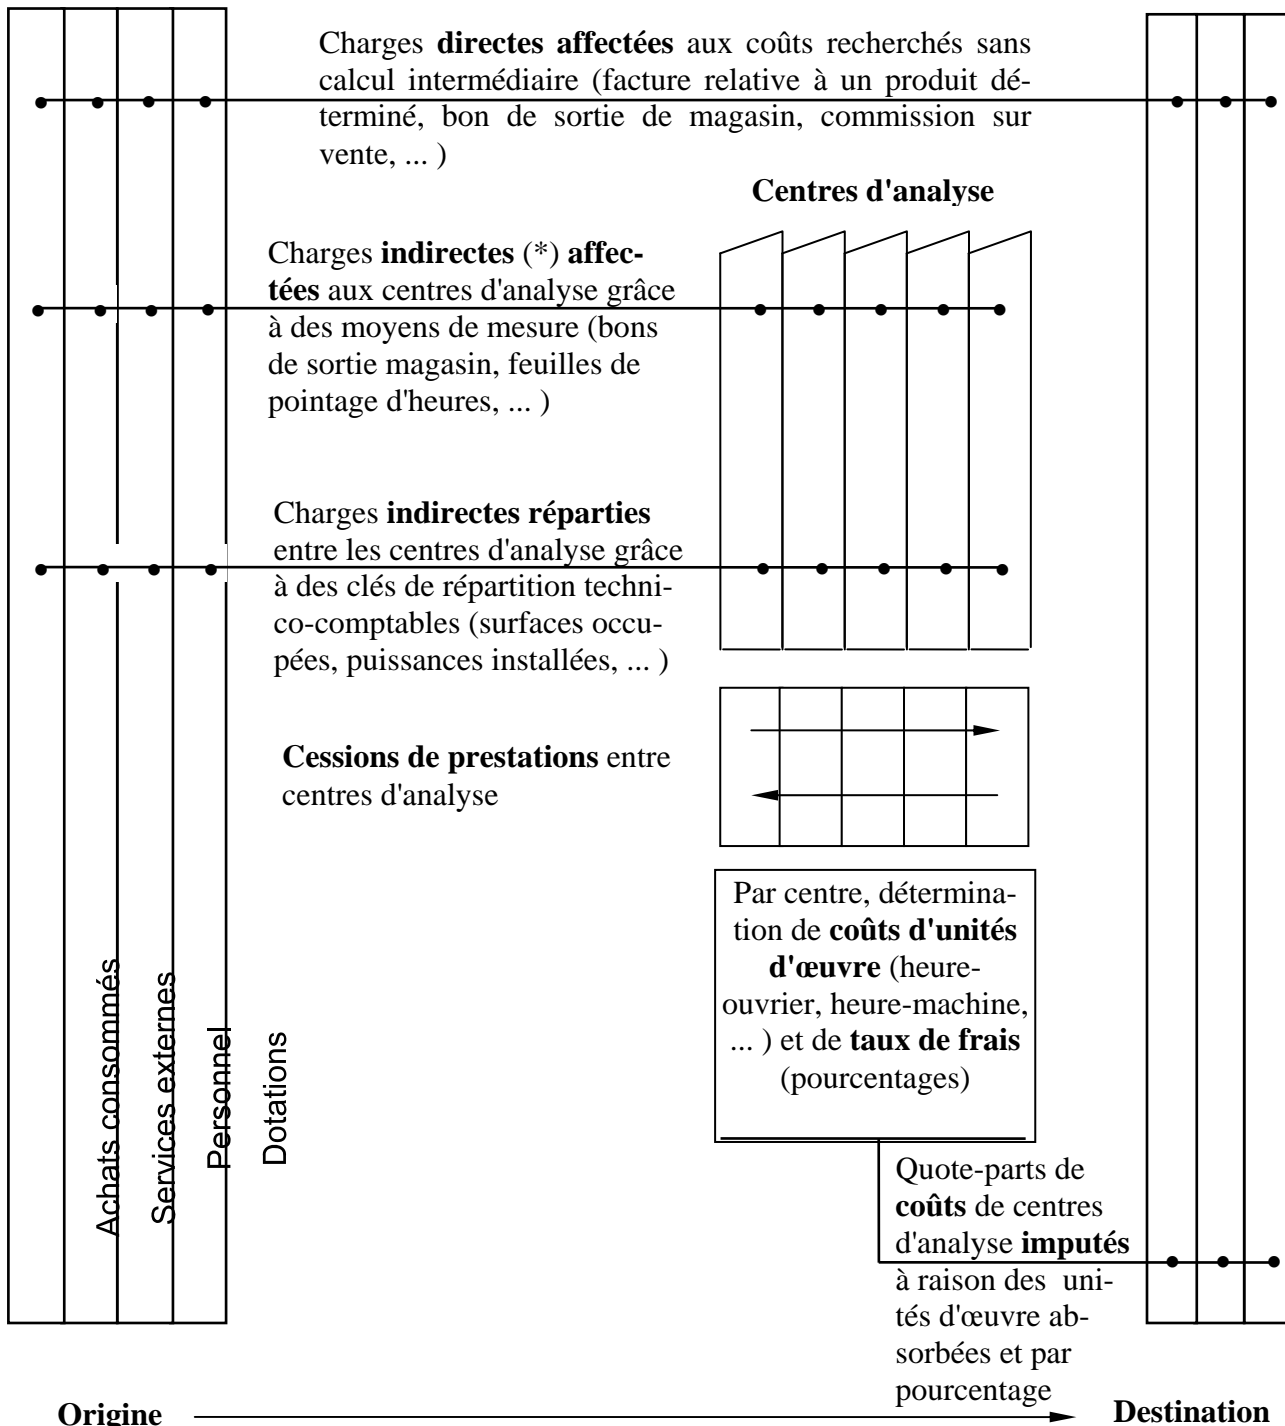 Charges directes affectées aux coûts recherchés sans
calcul intermédiaire (facture relative à un produit dé-
terminé, bon de sortie de magasin, commission sur
vente, ... )
Centres d'analyse
Charges indirectes (*) affec-
tées aux centres d'analyse grâce
à des moyens de mesure (bons
de sortie magasin, feuilles de
pointage d'heures, ... )
Charges indirectes réparties
entre les centres d'analyse grâce
à des clés de répartition techni-
co-comptables (surfaces occu-
pées, puissances installées, ... )
Cessions de prestations entre
centres d'analyse
Par centre, détermina-
tion de coûts d'unités
d'œuvre (heure-
ouvrier, heure-machine,
... ) et de taux de frais
(pourcentages)
Achats consommés
Services externes
Personnel
Dotations
Quote-parts de
coûts de centres
d'analyse imputés
à raison des uni-
tés d'œuvre ab-
sorbées et par
pourcentage
Origine
Destination